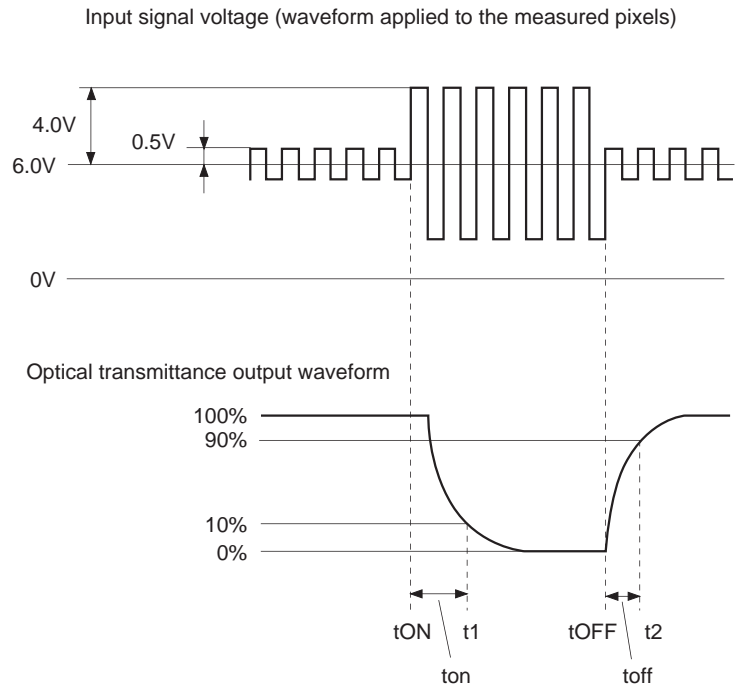 Input signal voltage (waveform applied to the measured pixels)
4.0V
0.5V
6.0V
0V
Optical transmittance output waveform
100%
90%
10%
0%
tON t1 tOFF t2
ton toff